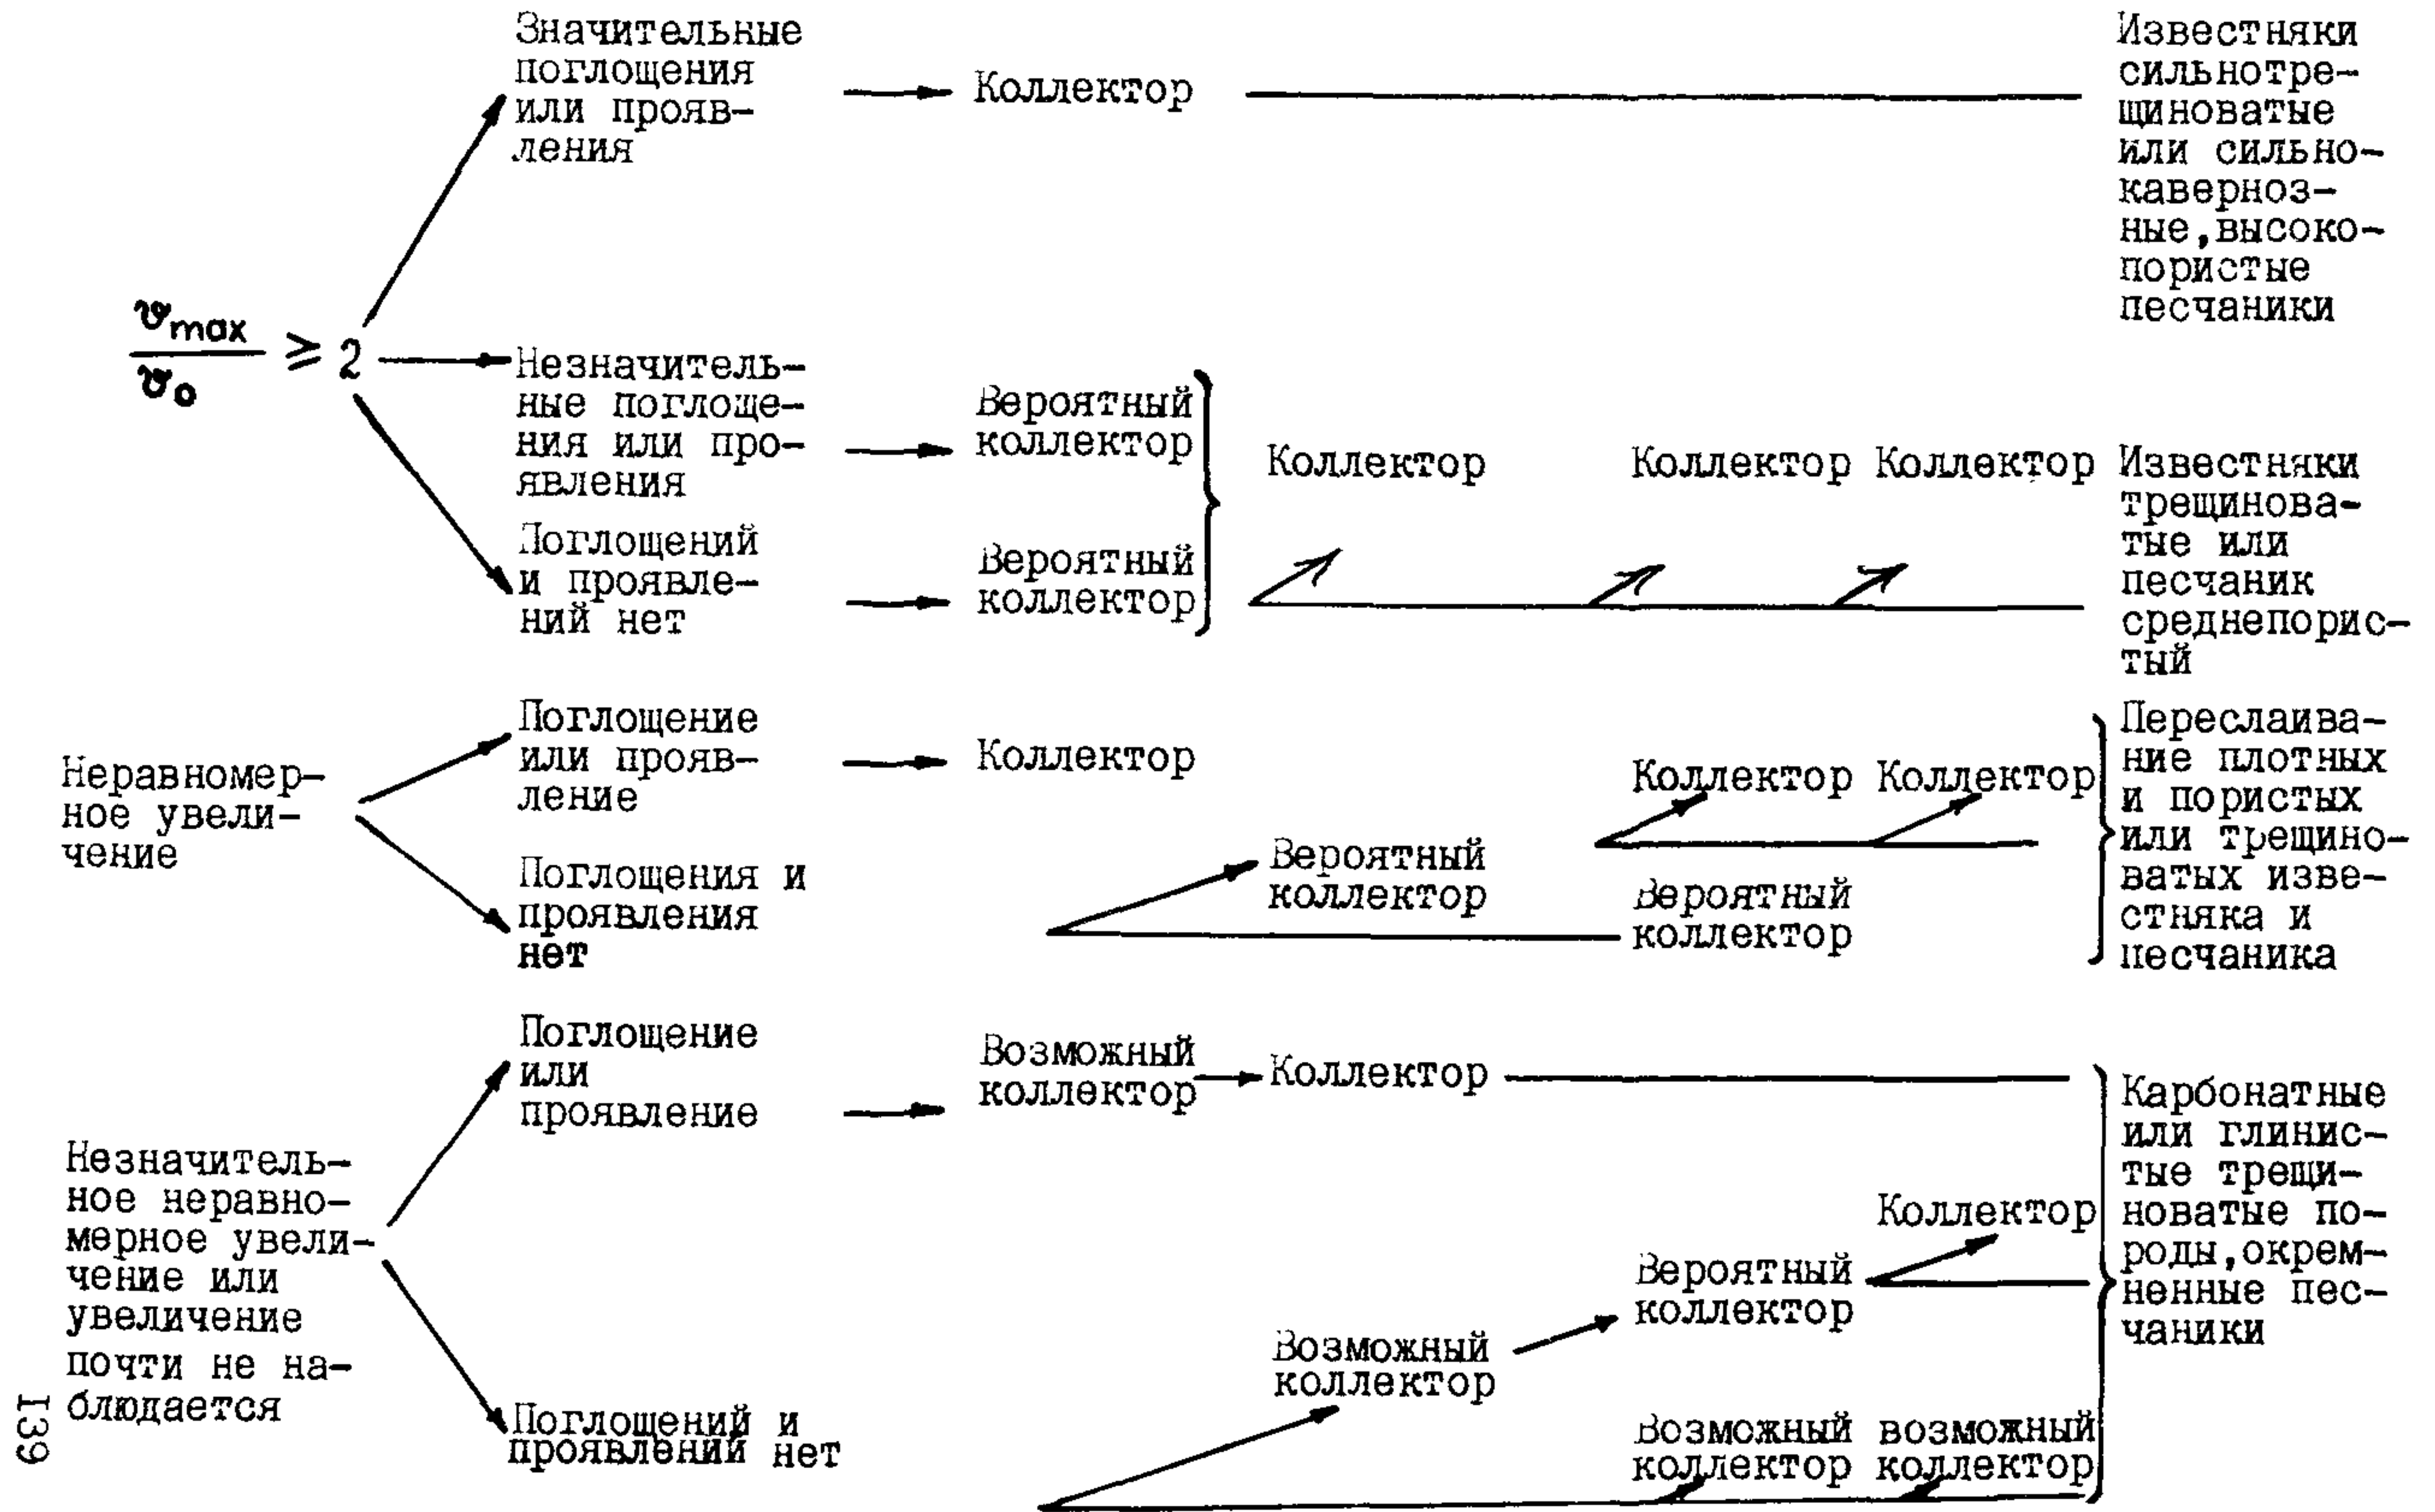 Значительные
поглощения
или прояв-
ления
Коллектор
Известняки
сильнотре-
щиноватые
или сильно-
каверноз-
ные,высоко-
пористые
песчаники
v_max
v_o
≥ 2
Незначитель-
ные поглоще-
ния или про-
явления
Вероятный
коллектор
Поглощений
и проявле-
ний нет
Вероятный
коллектор
Коллектор
Коллектор
Коллектор
Известняки
трещинова-
тые или
песчаник
среднепорис-
тый
Неравномер-
ное увели-
чение
Поглощение
или прояв-
ление
Коллектор
Поглощения и
проявления
нет
Вероятный
коллектор
Коллектор
Коллектор
Вероятный
коллектор
Переслаива-
ние плотных
и пористых
или трещино-
ватых изве-
стняка и
песчаника
Незначитель-
ное неравно-
мерное увели-
чение или
увеличение
почти не на-
блюдается
Поглощение
или
проявление
Возможный
коллектор
Коллектор
Поглощений и
проявлений нет
Возможный
коллектор
Вероятный
коллектор
Коллектор
Возможный
коллектор
возможный
коллектор
Карбонатные
или глинис-
тые трещи-
новатые по-
роды,окрем-
ненные пес-
чаники
I39